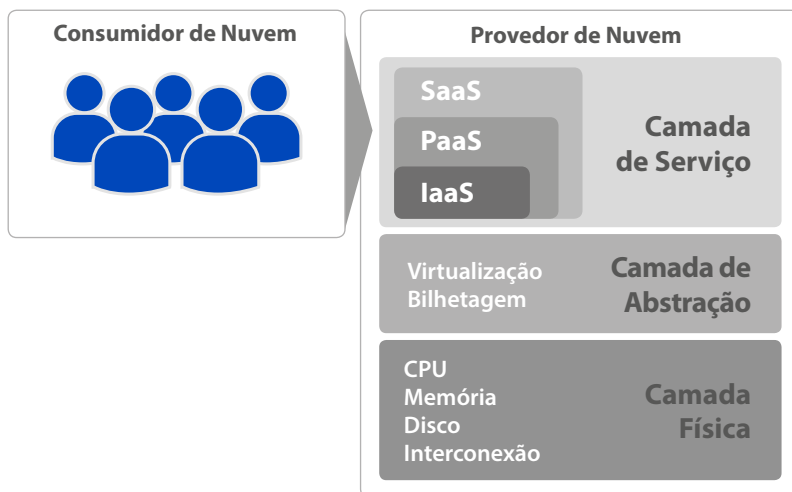 Consumidor de Nuvem
Provedor de Nuvem
SaaS
PaaS
IaaS
Camada
de Serviço
Virtualização
Bilhetagem
Camada de
Abstração
CPU
Memória
Disco
Interconexão
Camada
Física